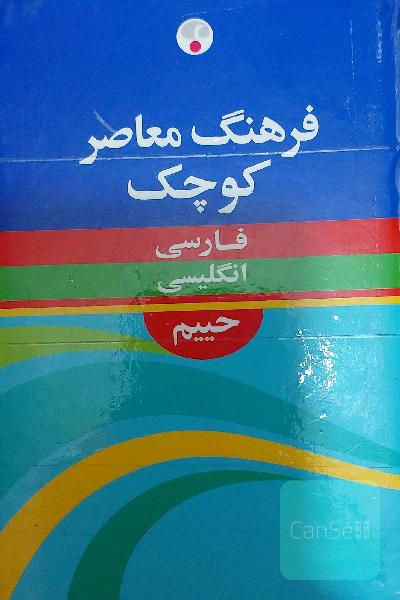 فرهنگ معاصر
کوچک
فارسی
انگلیسی
حییم
CanSell